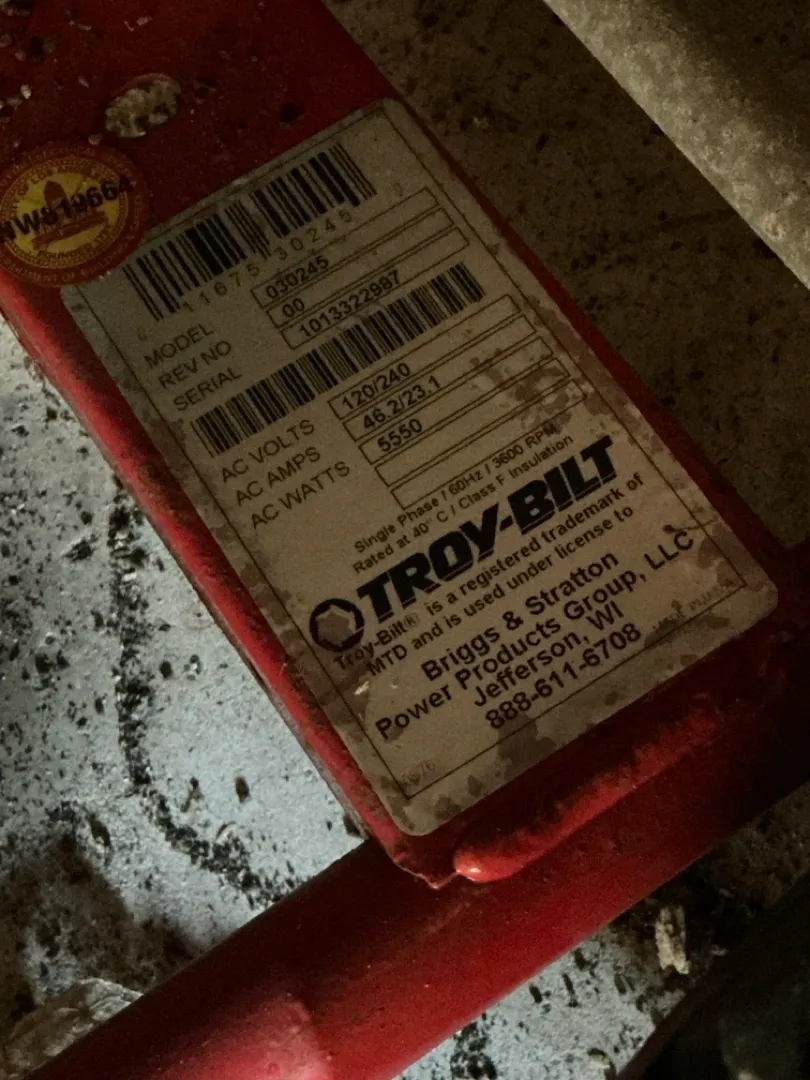 NW819664
11675 30245
0
MODEL 030245
REV NO 00
SERIAL 1013322987
AC VOLTS 120/240
AC AMPS 46.2/23.1
AC WATTS 5550
Single Phase / 60Hz / 3600 RPM
Rated at 40° C / Class F Insulation
TROY-BILT
Troy-Bilt® is a registered trademark of
MTD and is used under license to
Briggs & Stratton
Power Products Group, LLC
Jefferson, WI
888-611-6708